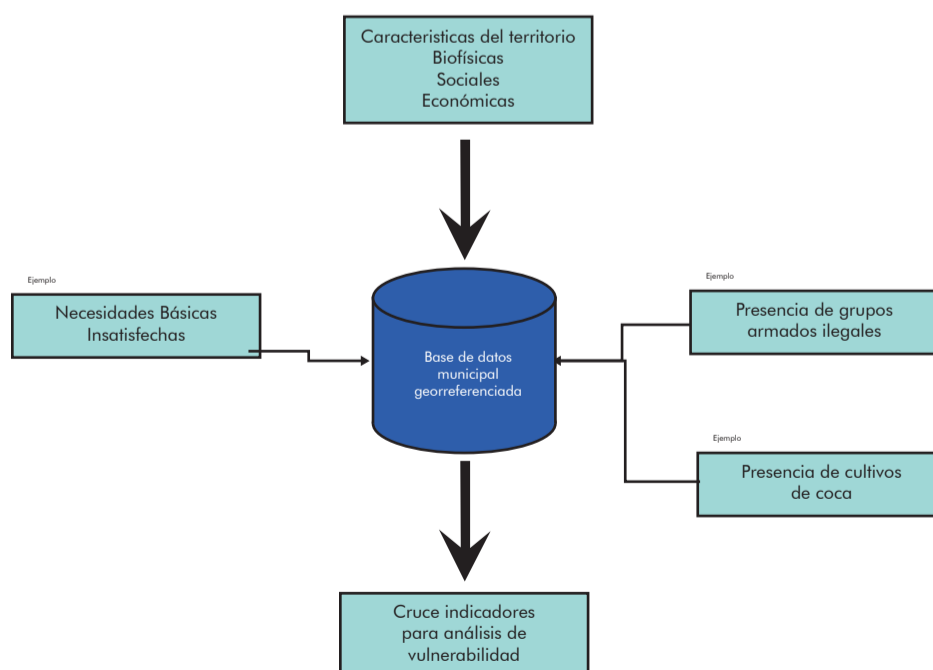 Caracteristicas del territorio
Biofísicas
Sociales
Económicas
Ejemplo
Necesidades Básicas
Insatisfechas
Base de datos
municipal
georreferenciada
Ejemplo
Presencia de grupos
armados ilegales
Ejemplo
Presencia de cultivos
de coca
Cruce indicadores
para análisis de
vulnerabilidad